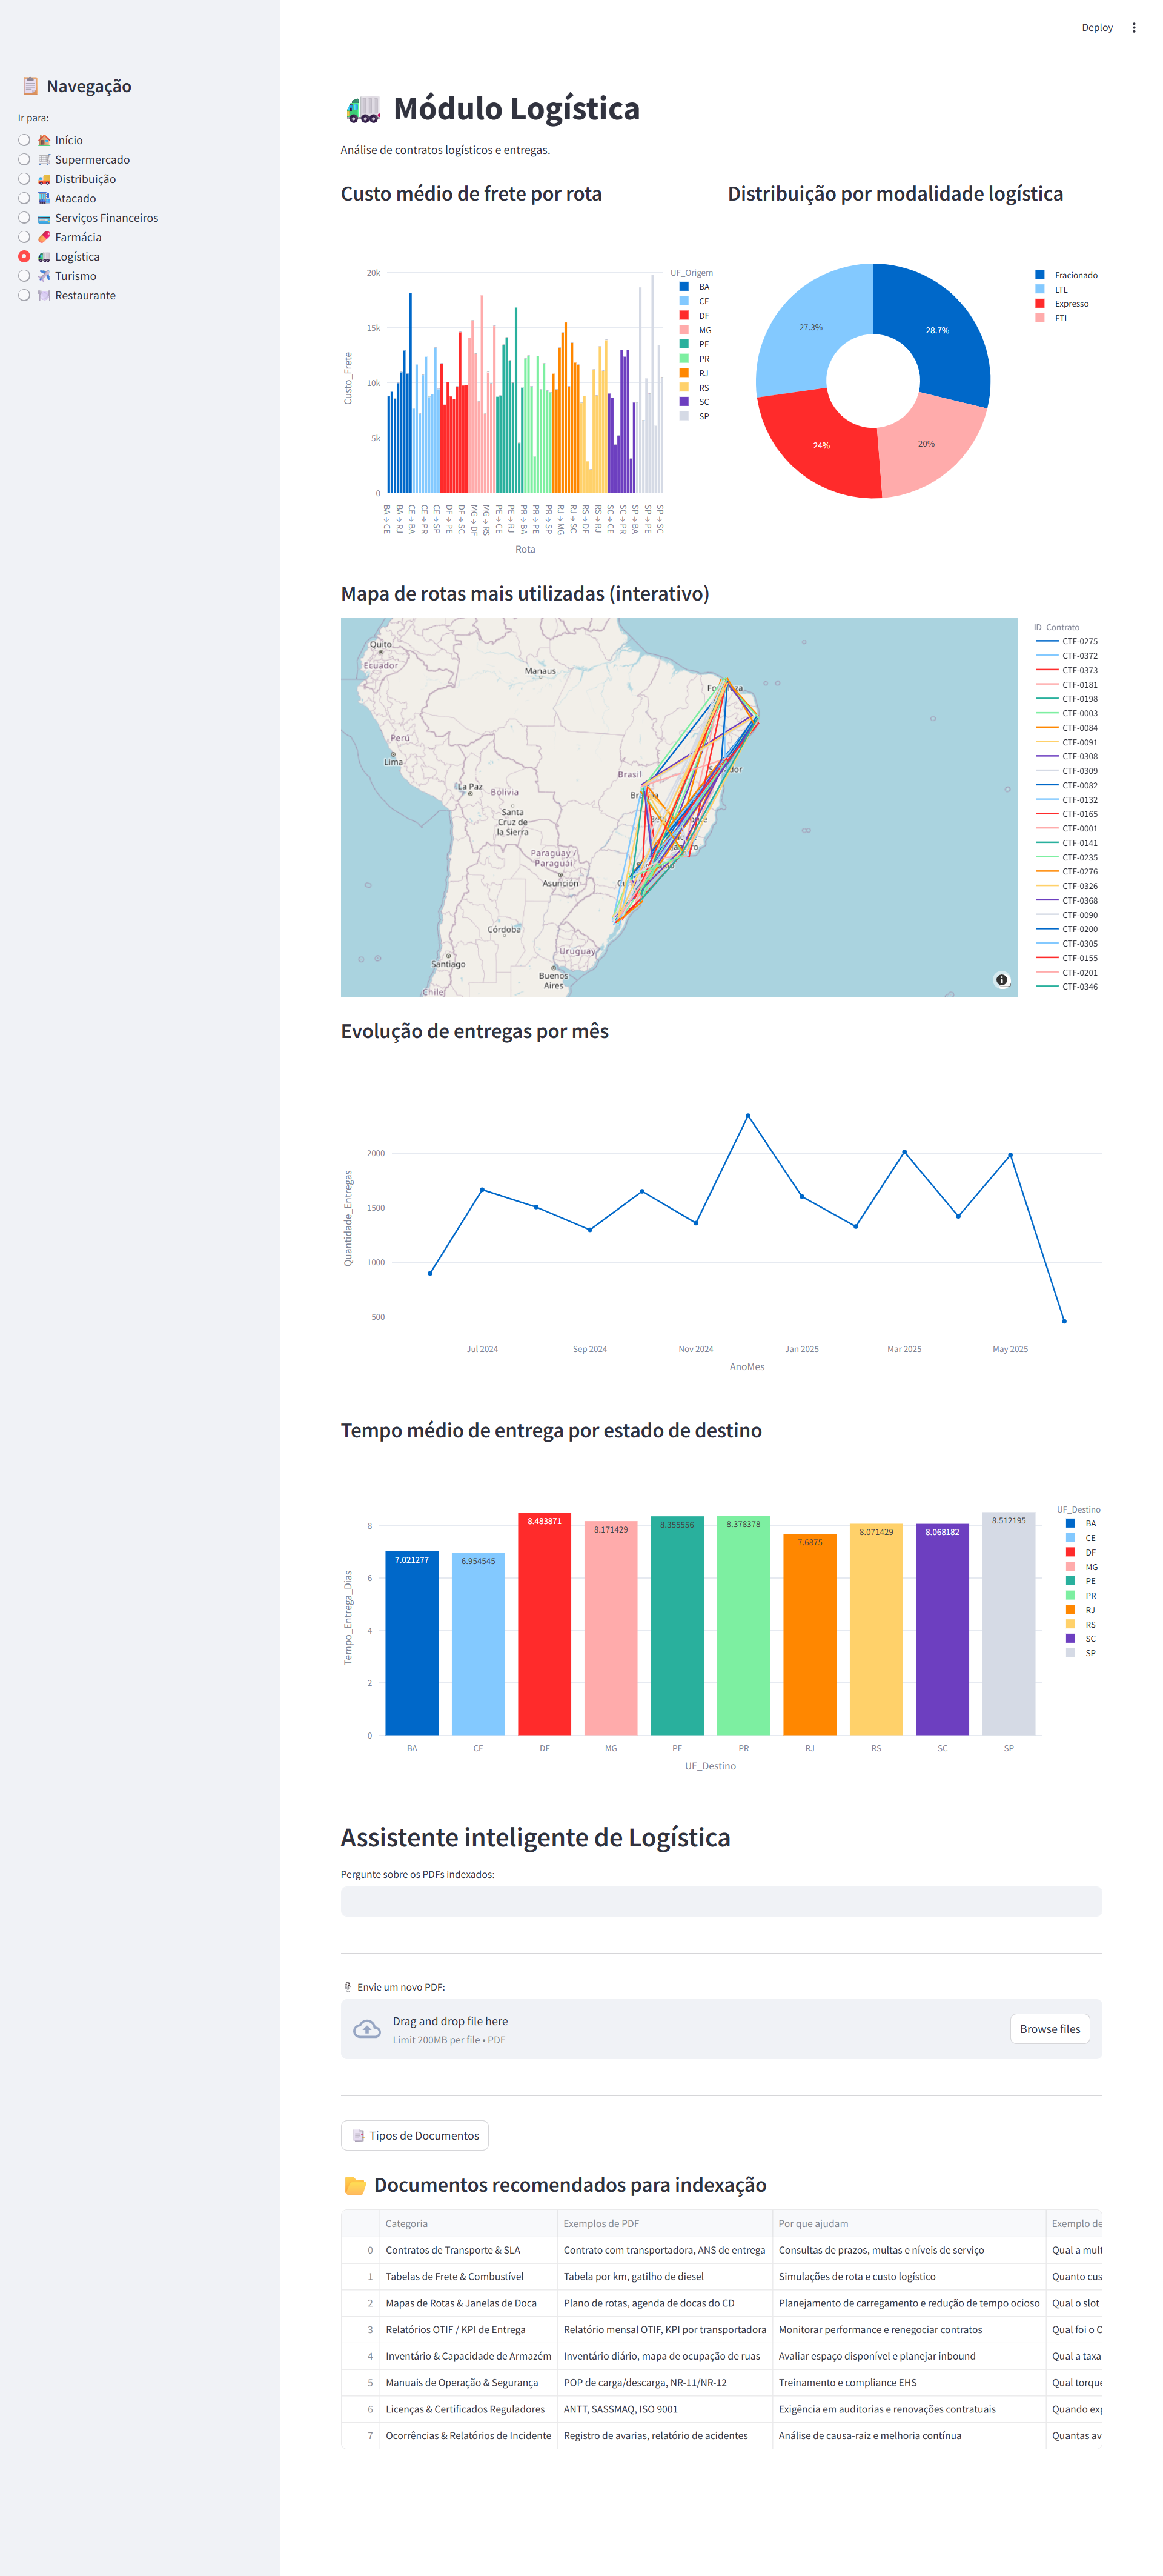 Deploy
Navegação
Ir para:
Início
Supermercado
Distribuição
Atacado
Serviços Financeiros
Farmácia
Logística
Turismo
Restaurante
Módulo Logística
Análise de contratos logísticos e entregas.
Custo médio de frete por rota
Distribuição por modalidade logística
20k
15k
10k
5k
0
Custo_Frete
BA → CE
BA → RJ
CE → BA
CE → PR
CE → SP
DF → PE
DF → SC
MG → DF
MG → RS
PE → CE
PE → RJ
PR → BA
PR → PE
PR → SP
RJ → MG
RJ → SC
RS → DF
RS → RJ
SC → CE
SC → PR
SP → BA
SP → PE
SP → SC
Rota
UF_Origem
BA
CE
DF
MG
PE
PR
RJ
RS
SC
SP
27.3%
28.7%
24%
20%
Fracionado
LTL
Expresso
FTL
Mapa de rotas mais utilizadas (interativo)
Quito
Ecuador
Manaus
Perú
Lima
Brasil
La Paz
Bolivia
Santa
Cruz de
la Sierra
Paraguay /
Paraguái
Asunción
Córdoba
Uruguay
Santiago
Buenos
Aires
Chile
ID_Contrato
CTF-0275
CTF-0372
CTF-0373
CTF-0181
CTF-0198
CTF-0003
CTF-0084
CTF-0091
CTF-0308
CTF-0309
CTF-0082
CTF-0132
CTF-0165
CTF-0001
CTF-0141
CTF-0235
CTF-0276
CTF-0326
CTF-0368
CTF-0090
CTF-0200
CTF-0305
CTF-0155
CTF-0201
CTF-0346
Evolução de entregas por mês
2000
1500
1000
500
Quantidade_Entregas
Jul 2024
Sep 2024
Nov 2024
Jan 2025
Mar 2025
May 2025
AnoMes
Tempo médio de entrega por estado de destino
8
6
4
2
0
Tempo_Entrega_Dias
7.021277
6.954545
8.483871
8.171429
8.355556
8.378378
7.6875
8.071429
8.068182
8.512195
BA
CE
DF
MG
PE
PR
RJ
RS
SC
SP
UF_Destino
UF_Destino
BA
CE
DF
MG
PE
PR
RJ
RS
SC
SP
Assistente inteligente de Logística
Pergunte sobre os PDFs indexados:
Envie um novo PDF:
Drag and drop file here
Limit 200MB per file • PDF
Browse files
Tipos de Documentos
Documentos recomendados para indexação
Categoria Exemplos de PDF Por que ajudam Exemplo de
0 Contratos de Transporte & SLA Contrato com transportadora, ANS de entrega Consultas de prazos, multas e níveis de serviço Qual a mult
1 Tabelas de Frete & Combustível Tabela por km, gatilho de diesel Simulações de rota e custo logístico Quanto cus
2 Mapas de Rotas & Janelas de Doca Plano de rotas, agenda de docas do CD Planejamento de carregamento e redução de tempo ocioso Qual o slot
3 Relatórios OTIF / KPI de Entrega Relatório mensal OTIF, KPI por transportadora Monitorar performance e renegociar contratos Qual foi o
4 Inventário & Capacidade de Armazém Inventário diário, mapa de ocupação de ruas Avaliar espaço disponível e planejar inbound Qual a taxa
5 Manuais de Operação & Segurança POP de carga/descarga, NR-11/NR-12 Treinamento e compliance EHS Qual torque
6 Licenças & Certificados Reguladores ANTT, SASSMAQ, ISO 9001 Exigência em auditorias e renovações contratuais Quando exp
7 Ocorrências & Relatórios de Incidente Registro de avarias, relatório de acidentes Análise de causa-raiz e melhoria contínua Quantas av